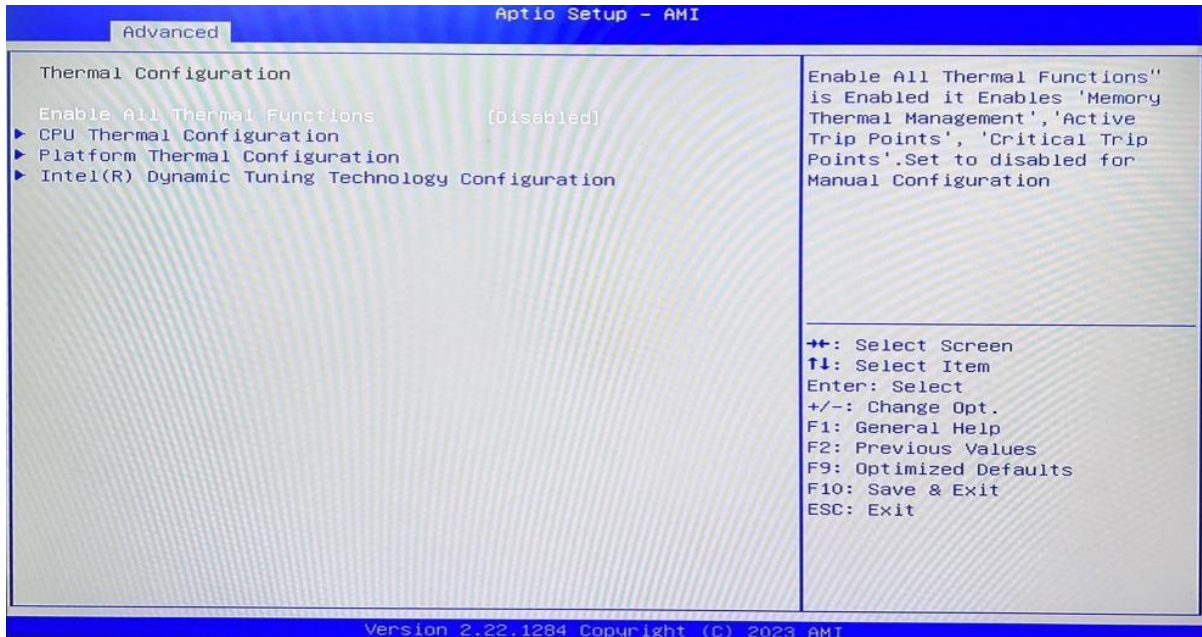 Aptio Setup - AMI
Advanced
Thermal Configuration
Enable All Thermal Functions [Disabled]
▶ CPU Thermal Configuration
▶ Platform Thermal Configuration
▶ Intel(R) Dynamic Tuning Technology Configuration
Enable All Thermal Functions"
is Enabled it Enables 'Memory
Thermal Management','Active
Trip Points', 'Critical Trip
Points'.Set to disabled for
Manual Configuration
→←: Select Screen
↑↓: Select Item
Enter: Select
+/-: Change Opt.
F1: General Help
F2: Previous Values
F9: Optimized Defaults
F10: Save & Exit
ESC: Exit
Version 2.22.1284 Copyright (C) 2023 AMI